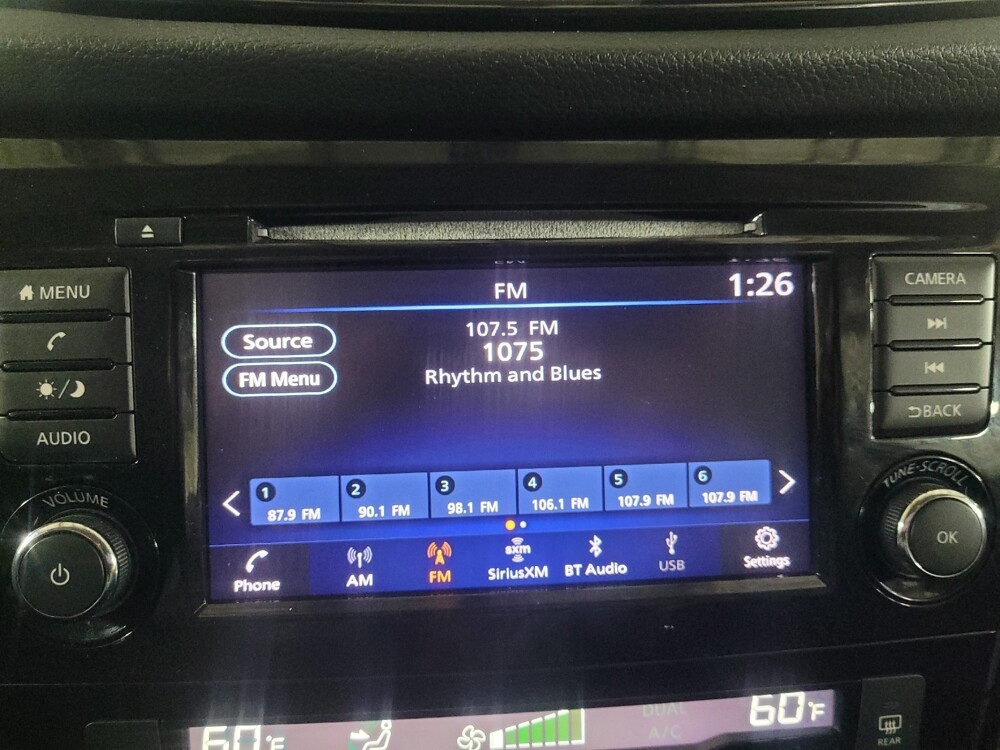 MENU
AUDIO
VOLUME
FM
1:26
Source
FM Menu
107.5 FM
1075
Rhythm and Blues
1 87.9 FM
2 90.1 FM
3 98.1 FM
4 106.1 FM
5 107.9 FM
6 107.9 FM
Phone
AM
FM
sxm
SiriusXM
BT Audio
USB
Settings
CAMERA
BACK
TUNE-SCROLL
OK
60°F
DUAL
A/C
60°F
REAR